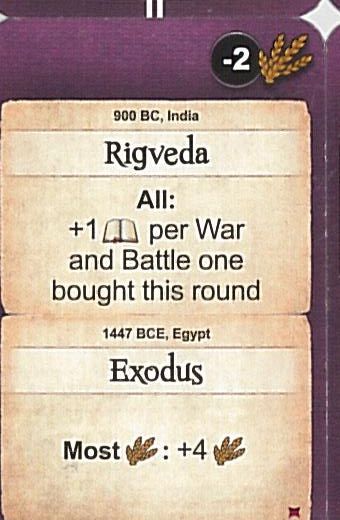 -2
900 BC, India
Rigveda
All:
+1 per War
and Battle one
bought this round
1447 BCE, Egypt
Exodus
Most : +4